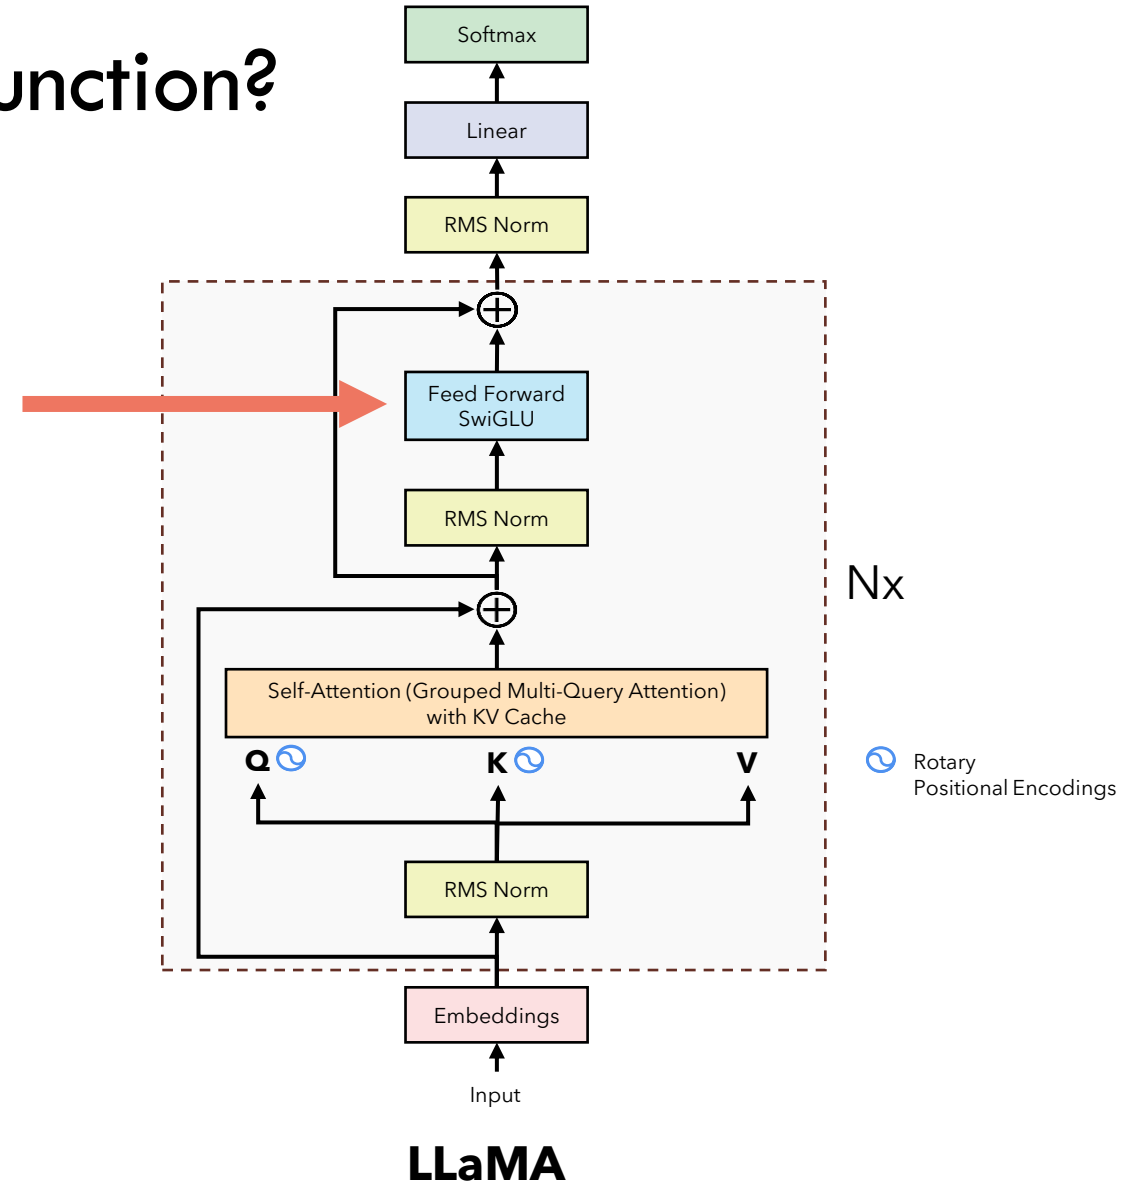 unction?
Softmax
Linear
RMS Norm
Feed Forward
SwiGLU
RMS Norm
Nx
Self-Attention (Grouped Multi-Query Attention)
with KV Cache
Q
K
V
Rotary
Positional Encodings
RMS Norm
Embeddings
Input
LLaMA